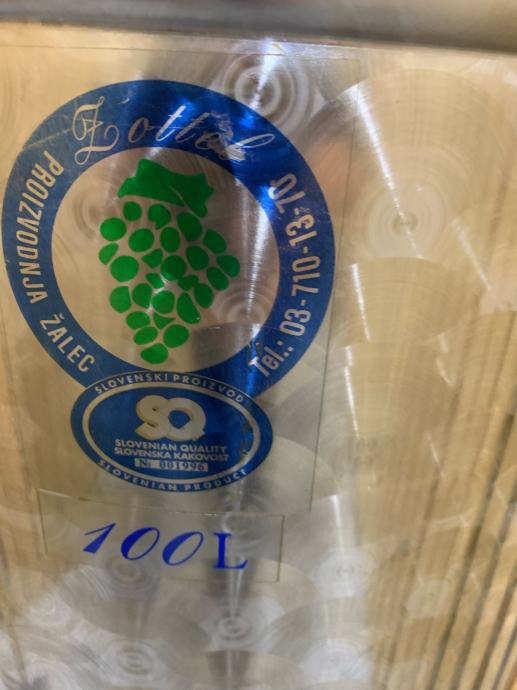 Zottel
PROIZVODNJA ŽALEC
Tel.: 03-710-13-70
SLOVENSKI PROIZVOD
SQ
SLOVENIAN QUALITY
SLOVENSKA KAKOVOST
No 001996
SLOVENIAN PRODUCT
100L